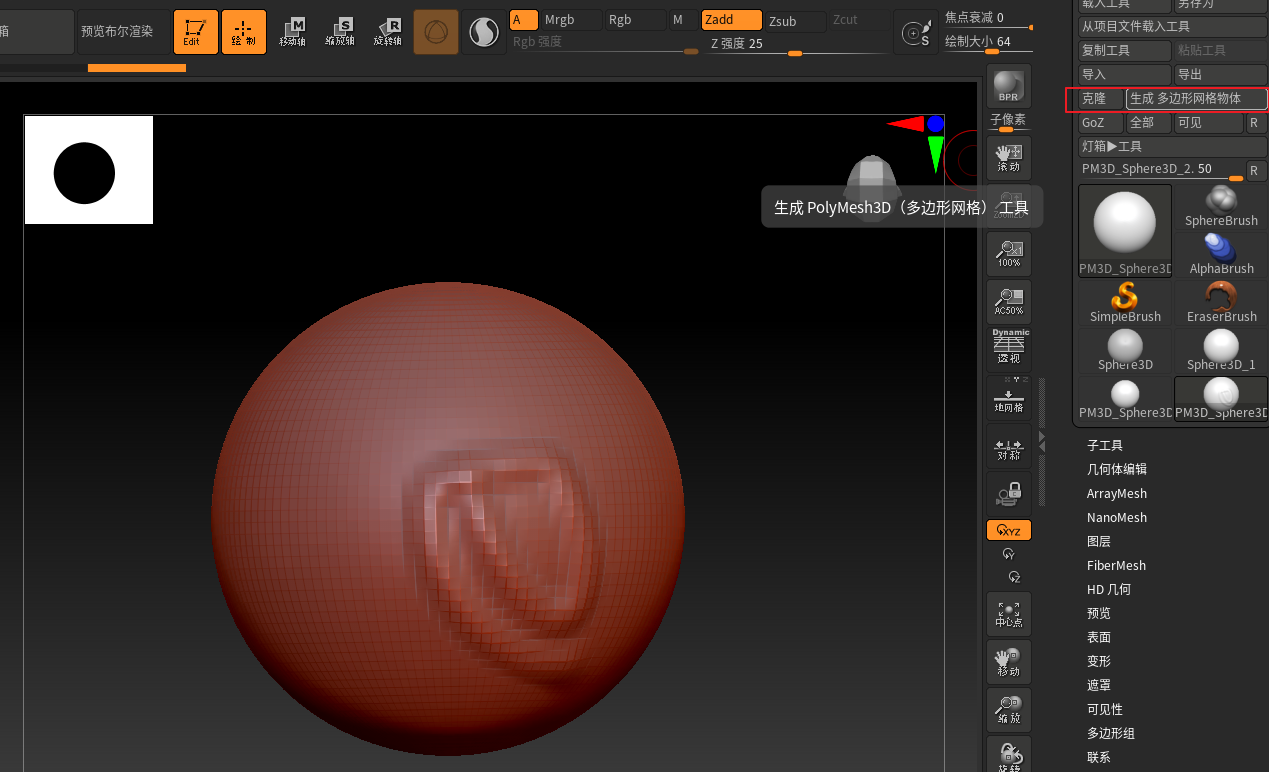 箱
预览布尔渲染
Edit
绘制
M
移动轴
S
缩放轴
R
旋转轴
A
Mrgb
Rgb
M
Zadd
Zsub
Zcut
Rgb 强度
Z 强度 25
S
焦点衰减 0
绘制大小 64
载入工具
另存为
从项目文件载入工具
复制工具
粘贴工具
导入
导出
克隆
生成 多边形网格物体
GoZ
全部
可见
R
灯箱▶工具
PM3D_Sphere3D_2. 50
R
PM3D_Sphere3D
SphereBrush
AlphaBrush
SimpleBrush
EraserBrush
Sphere3D
Sphere3D_1
PM3D_Sphere3D
PM3D_Sphere3D
子工具
几何体编辑
ArrayMesh
NanoMesh
图层
FiberMesh
HD 几何
预览
表面
变形
遮罩
可见性
多边形组
联系
BPR
子像素
滚动
生成 PolyMesh3D（多边形网格） 工具
Zoom2D
×1
100%
AC50%
Dynamic
透视
X Y Z
地网格
对称
XYZ
Y
Z
中心点
移动
缩放
旋转